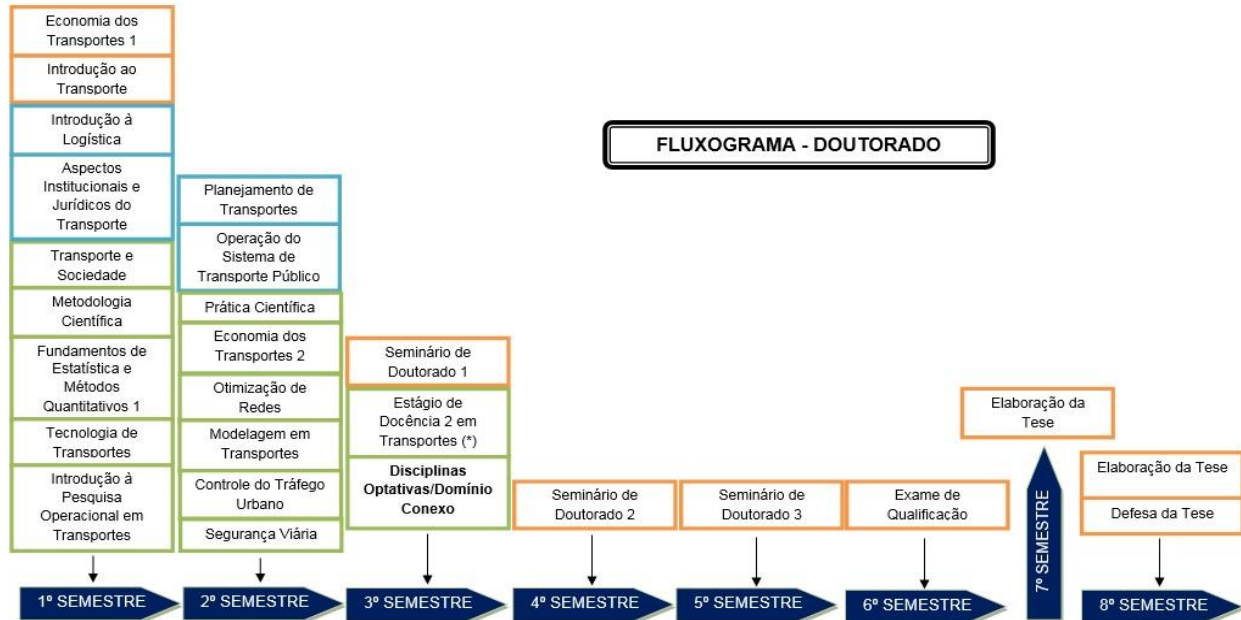 FLUXOGRAMA - DOUTORADO
Economia dos
Transportes 1
Introdução ao
Transporte
Introdução à
Logística
Aspectos
Institucionais e
Jurídicos do
Transporte
Transporte e
Sociedade
Metodologia
Científica
Fundamentos de
Estatística e
Métodos
Quantitativos 1
Tecnologia de
Transportes
Introdução à
Pesquisa
Operacional em
Transportes
1º SEMESTRE
Planejamento de
Transportes
Operação do
Sistema de
Transporte Público
Prática Científica
Economia dos
Transportes 2
Otimização de
Redes
Modelagem em
Transportes
Controle do Tráfego
Urbano
Segurança Viária
2º SEMESTRE
Seminário de
Doutorado 1
Estágio de
Docência 2 em
Transportes (*)
Disciplinas
Optativas/Domínio
Conexo
3º SEMESTRE
Seminário de
Doutorado 2
4º SEMESTRE
Seminário de
Doutorado 3
5º SEMESTRE
Exame de
Qualificação
6º SEMESTRE
Elaboração da
Tese
7º SEMESTRE
Elaboração da Tese
Defesa da Tese
8º SEMESTRE